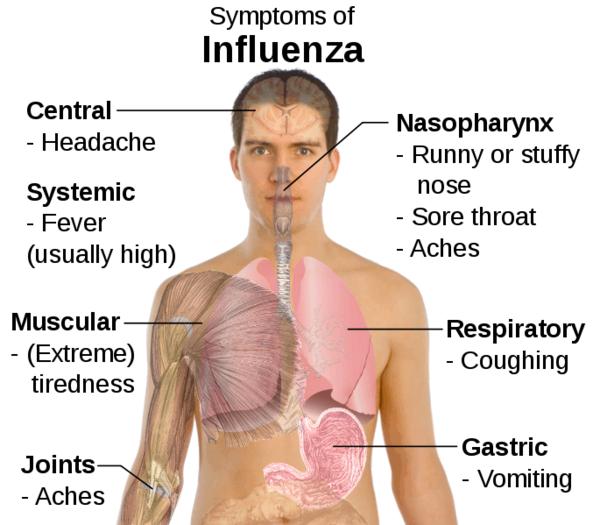 Symptoms of
Influenza
Central
- Headache
Systemic
- Fever
(usually high)
Muscular
- (Extreme)
tiredness
Joints
- Aches
Nasopharynx
- Runny or stuffy
nose
- Sore throat
- Aches
Respiratory
- Coughing
Gastric
- Vomiting